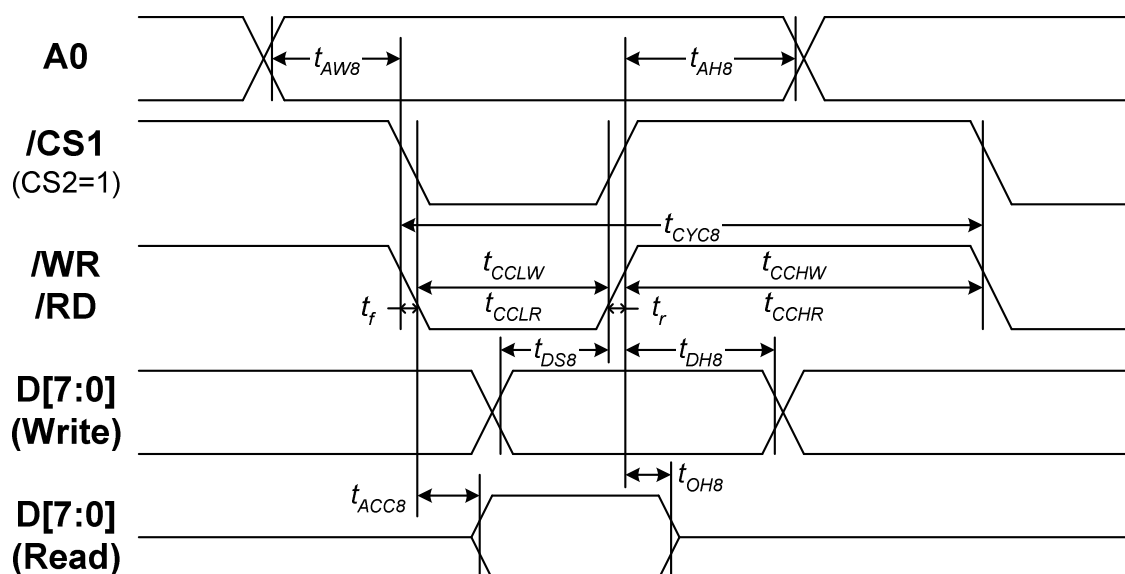 A0
tAW8
tAH8
/CS1
(CS2=1)
tCYC8
/WR
tCCLW
tCCHW
/RD
tf
tCCLR
tr
tCCHR
tDS8
tDH8
D[7:0]
(Write)
tACC8
tOH8
D[7:0]
(Read)